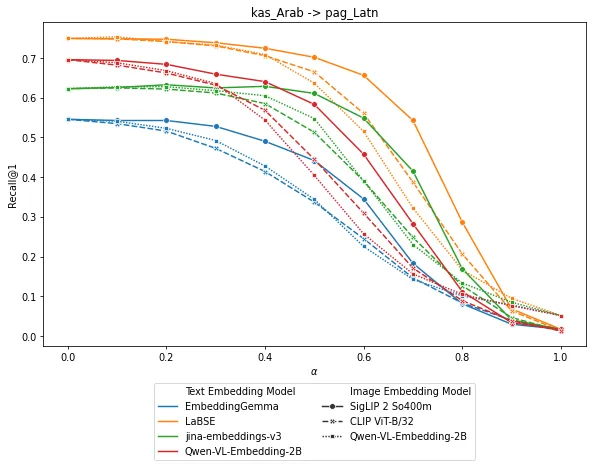 kas_Arab -> pag_Latn
Recall@1
0.7
0.6
0.5
0.4
0.3
0.2
0.1
0.0
0.0 0.2 0.4 0.6 0.8 1.0
α
Text Embedding Model
EmbeddingGemma
LaBSE
jina-embeddings-v3
Qwen-VL-Embedding-2B
Image Embedding Model
SigLIP 2 So400m
CLIP ViT-B/32
Qwen-VL-Embedding-2B